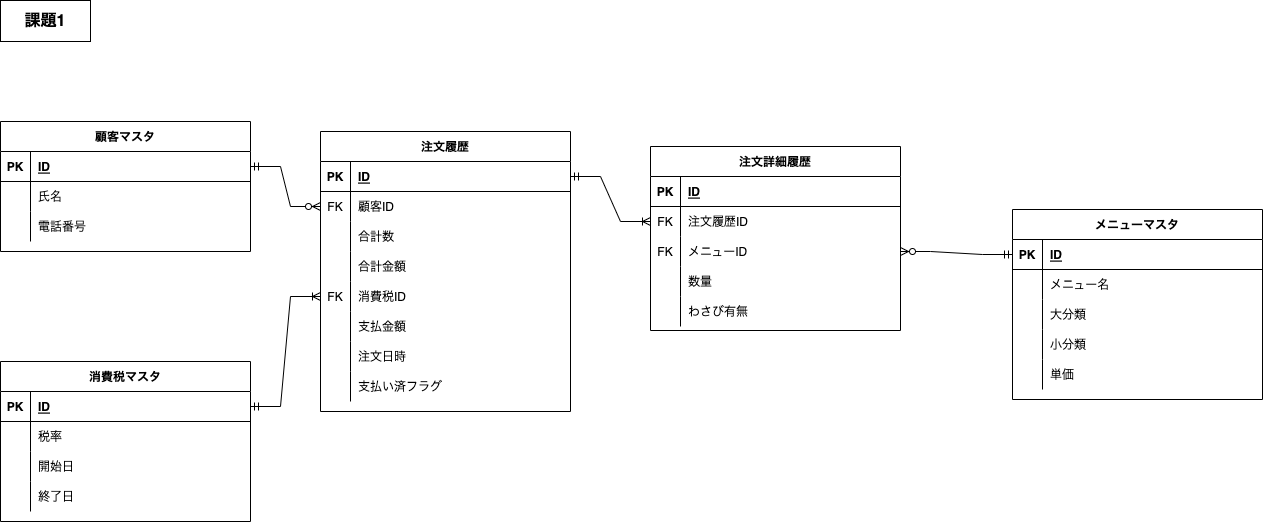 課題1
顧客マスタ
PK ID
氏名
電話番号
注文履歴
PK ID
FK 顧客ID
合計数
合計金額
FK 消費税ID
支払金額
注文日時
支払い済フラグ
注文詳細履歴
PK ID
FK 注文履歴ID
FK メニューID
数量
わさび有無
メニューマスタ
PK ID
メニュー名
大分類
小分類
単価
消費税マスタ
PK ID
税率
開始日
終了日